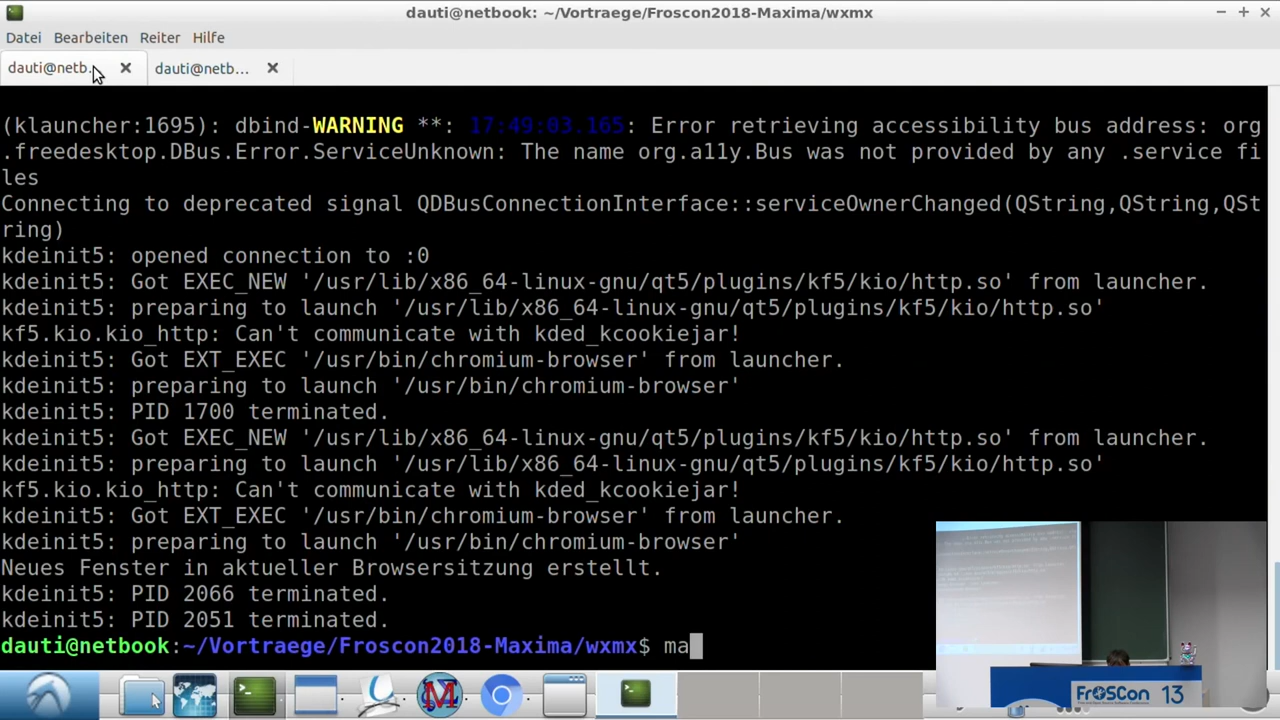 dauti@netbook: ~/Vortraege/Froscon2018-Maxima/wxmx
Datei Bearbeiten Reiter Hilfe
dauti@netb... dauti@netb...
(klauncher:1695): dbind-WARNING **: 17:49:03.165: Error retrieving accessibility bus address: org
.freedesktop.DBus.Error.ServiceUnknown: The name org.a11y.Bus was not provided by any .service fi
les
Connecting to deprecated signal QDBusConnectionInterface::serviceOwnerChanged(QString,QString,QSt
ring)
kdeinit5: opened connection to :0
kdeinit5: Got EXEC_NEW '/usr/lib/x86_64-linux-gnu/qt5/plugins/kf5/kio/http.so' from launcher.
kdeinit5: preparing to launch '/usr/lib/x86_64-linux-gnu/qt5/plugins/kf5/kio/http.so'
kf5.kio.kio_http: Can't communicate with kded_kcookiejar!
kdeinit5: Got EXT_EXEC '/usr/bin/chromium-browser' from launcher.
kdeinit5: preparing to launch '/usr/bin/chromium-browser'
kdeinit5: PID 1700 terminated.
kdeinit5: Got EXEC_NEW '/usr/lib/x86_64-linux-gnu/qt5/plugins/kf5/kio/http.so' from launcher.
kdeinit5: preparing to launch '/usr/lib/x86_64-linux-gnu/qt5/plugins/kf5/kio/http.so'
kf5.kio.kio_http: Can't communicate with kded_kcookiejar!
kdeinit5: Got EXT_EXEC '/usr/bin/chromium-browser' from launcher.
kdeinit5: preparing to launch '/usr/bin/chromium-browser'
Neues Fenster in aktueller Browsersitzung erstellt.
kdeinit5: PID 2066 terminated.
kdeinit5: PID 2051 terminated.
dauti@netbook:~/Vortraege/Froscon2018-Maxima/wxmx$ ma
FrOSCon 13